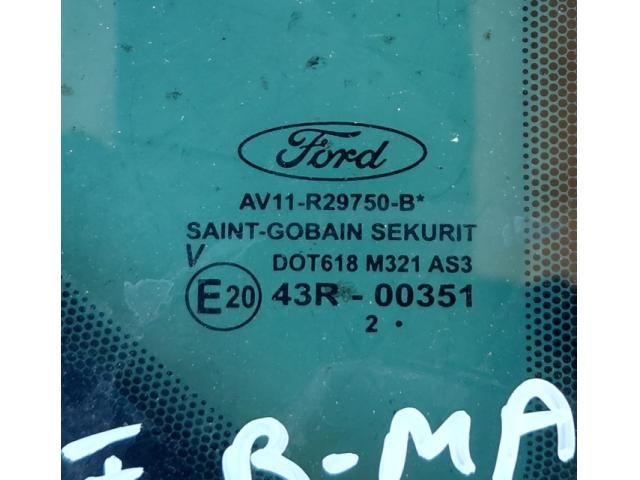 Ford
AV11-R29750-B*
SAINT-GOBAIN SEKURIT
V DOT618 M321 AS3
E20 43R - 00351
2 •
B-MA